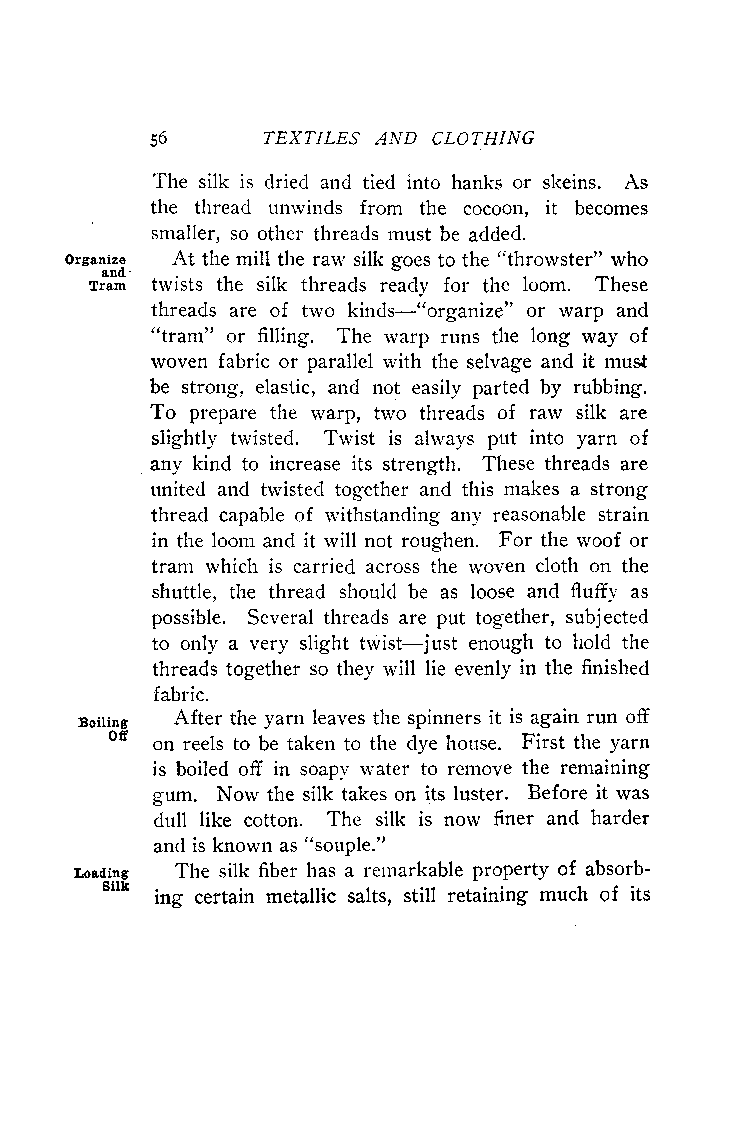 56 TEXTILES AND CLOTHING
The silk is dried and tied into hanks or skeins. As
the thread unwinds from the cocoon, it becomes
smaller, so other threads must be added.
Organize
and
Tram
At the mill the raw silk goes to the "throwster" who
twists the silk threads ready for the loom. These
threads are of two kinds—"organize" or warp and
"tram" or filling. The warp runs the long way of
woven fabric or parallel with the selvage and it must
be strong, elastic, and not easily parted by rubbing.
To prepare the warp, two threads of raw silk are
slightly twisted. Twist is always put into yarn of
any kind to increase its strength. These threads are
united and twisted together and this makes a strong
thread capable of withstanding any reasonable strain
in the loom and it will not roughen. For the woof or
tram which is carried across the woven cloth on the
shuttle, the thread should be as loose and fluffy as
possible. Several threads are put together, subjected
to only a very slight twist—just enough to hold the
threads together so they will lie evenly in the finished
fabric.
Boiling
Off
After the yarn leaves the spinners it is again run off
on reels to be taken to the dye house. First the yarn
is boiled off in soapy water to remove the remaining
gum. Now the silk takes on its luster. Before it was
dull like cotton. The silk is now finer and harder
and is known as "souple."
Loading
Silk
The silk fiber has a remarkable property of absorb-
ing certain metallic salts, still retaining much of its